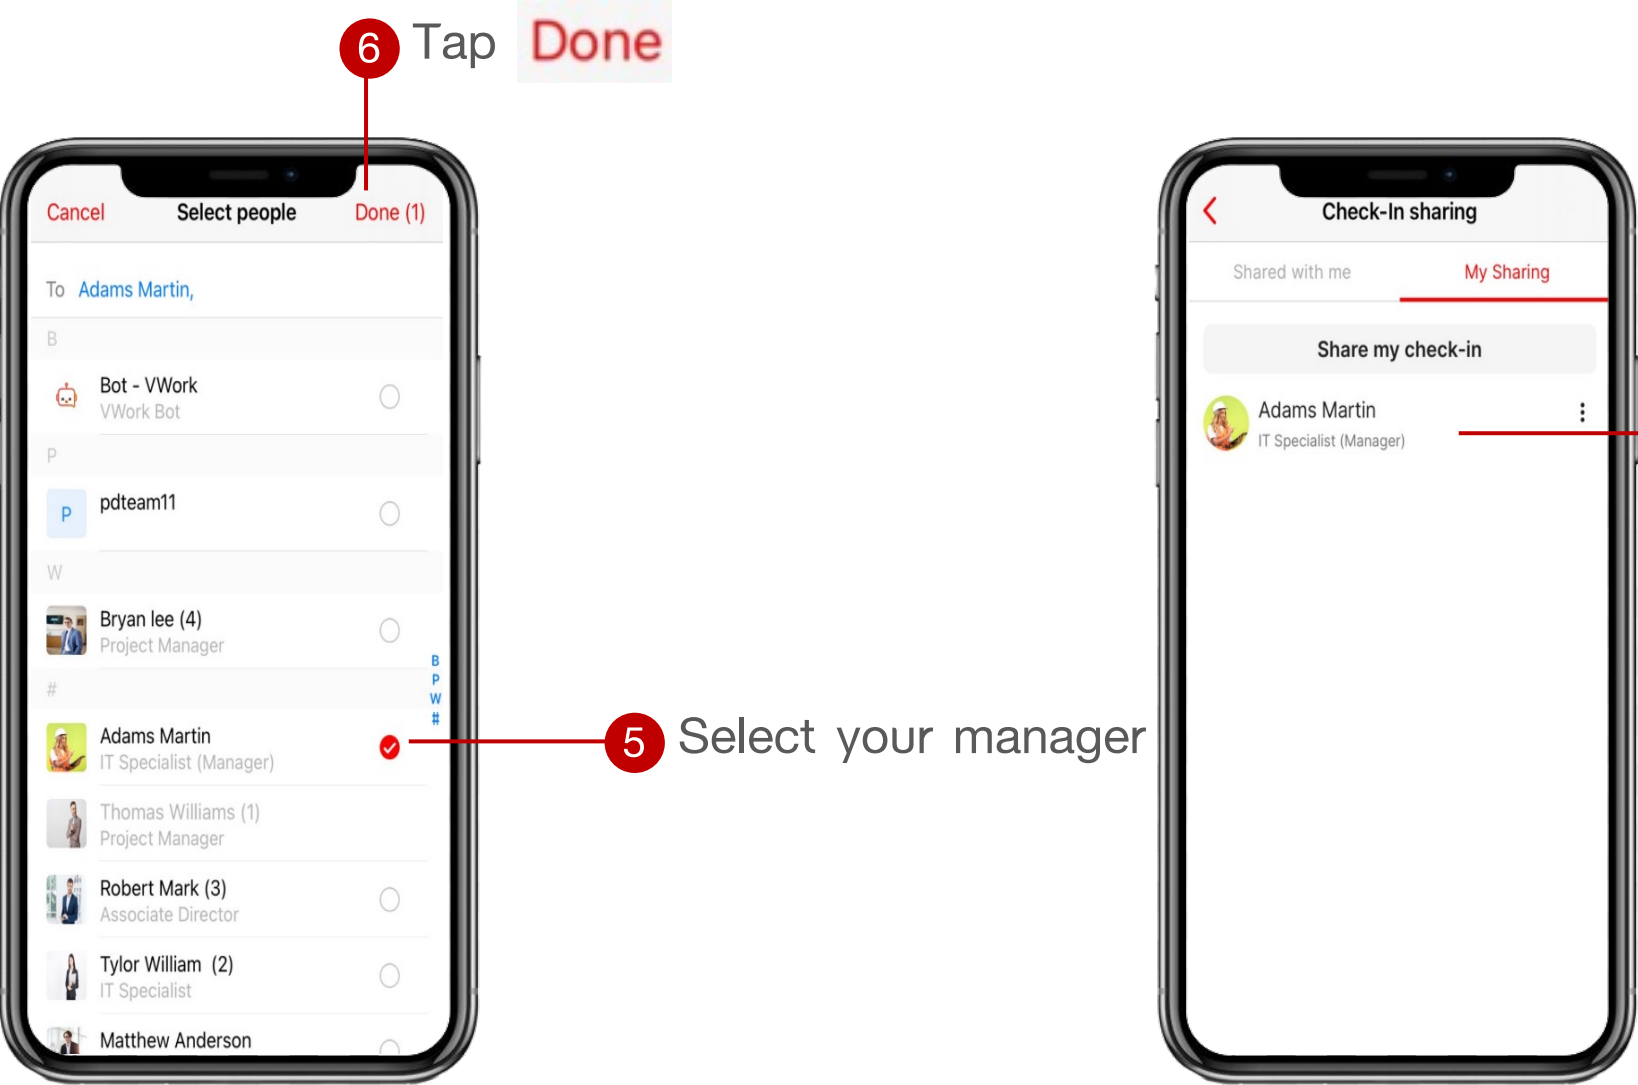 6 Tap Done
Cancel Select people Done (1)
To Adams Martin,
B
Bot - VWork
VWork Bot
P
P
pdteam11
W
Bryan lee (4)
Project Manager
B
P
W
#
#
Adams Martin
IT Specialist (Manager)
Thomas Williams (1)
Project Manager
Robert Mark (3)
Associate Director
Tylor William (2)
IT Specialist
Matthew Anderson
5 Select your manager
Check-In sharing
Shared with me My Sharing
Share my check-in
Adams Martin
IT Specialist (Manager)